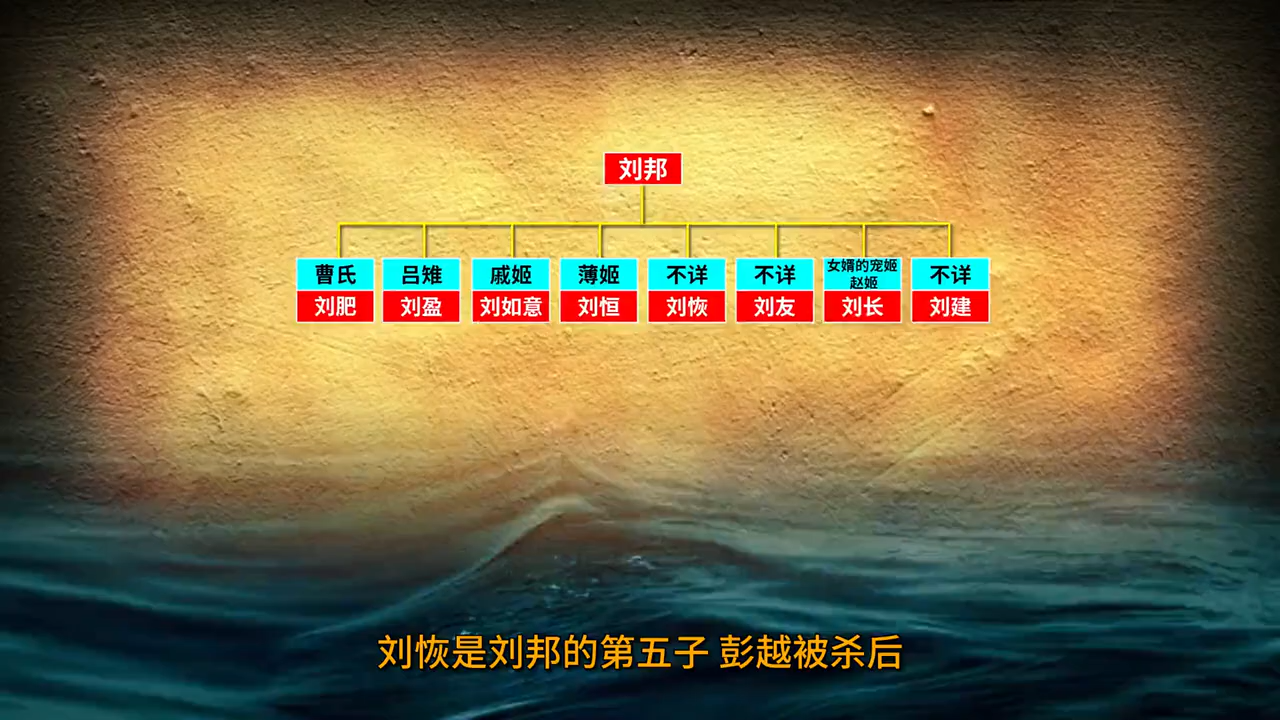 刘邦
曹氏 吕雉 戚姬 薄姬 不详 不详 女婿的宠姬 不详
赵姬
刘肥 刘盈 刘如意 刘恒 刘恢 刘友 刘长 刘建
刘恢是刘邦的第五子 彭越被杀后